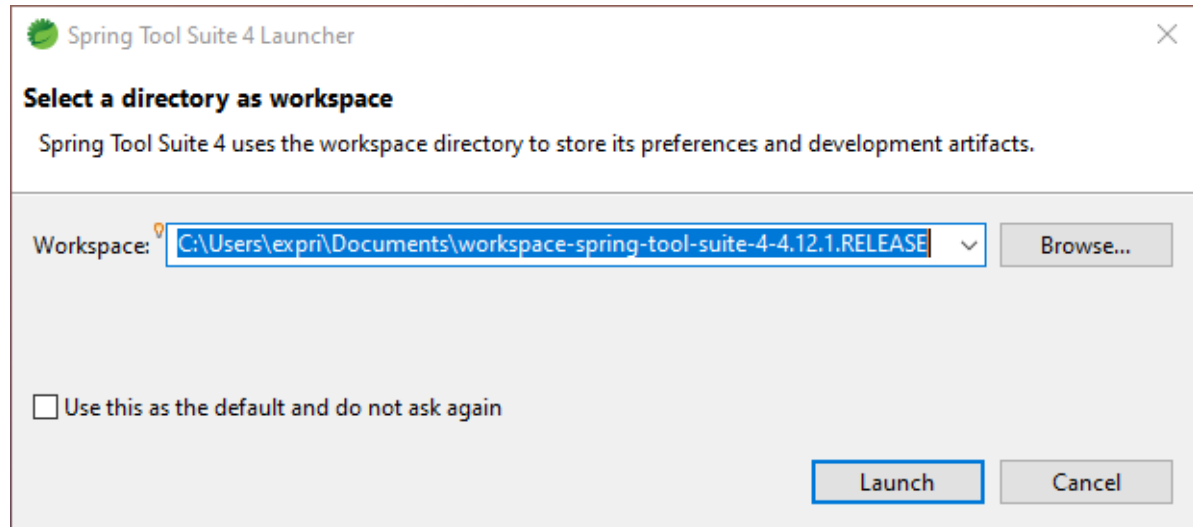 Spring Tool Suite 4 Launcher
Select a directory as workspace
Spring Tool Suite 4 uses the workspace directory to store its preferences and development artifacts.
Workspace: C:\Users\expri\Documents\workspace-spring-tool-suite-4-4.12.1.RELEASE Browse...
Use this as the default and do not ask again
Launch Cancel